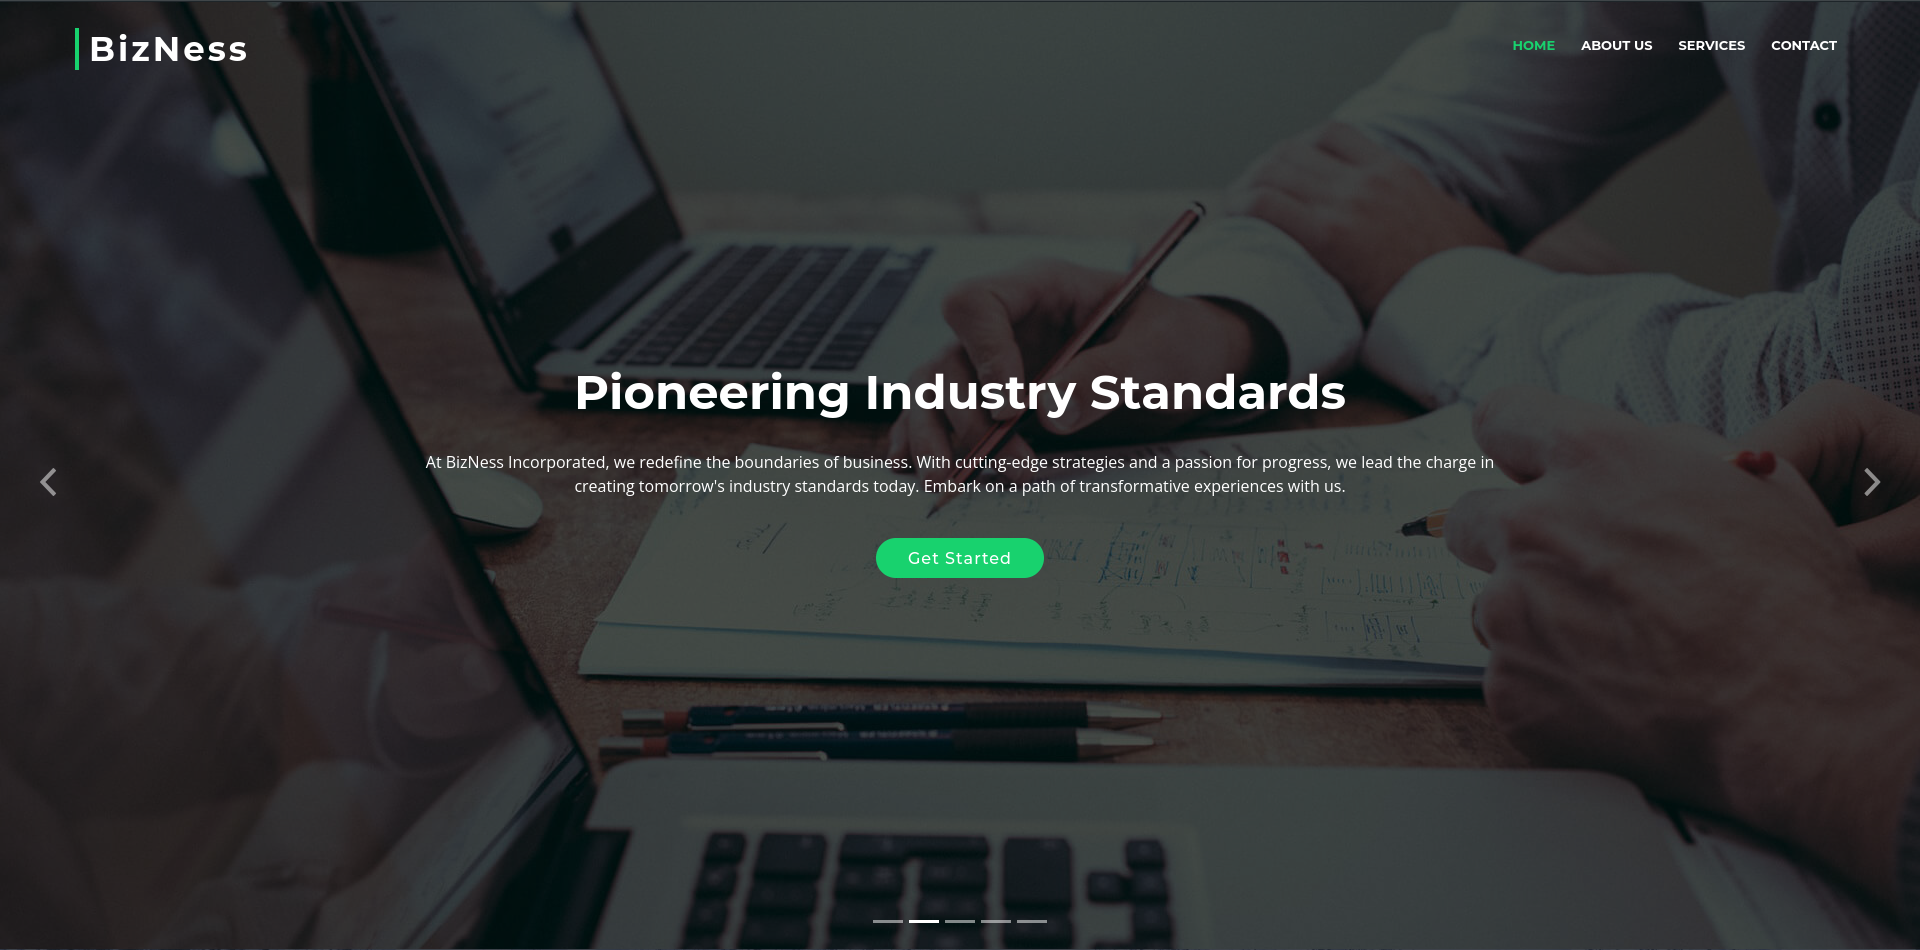 BizNess
HOME ABOUT US SERVICES CONTACT
Pioneering Industry Standards
At BizNess Incorporated, we redefine the boundaries of business. With cutting-edge strategies and a passion for progress, we lead the charge in
creating tomorrow's industry standards today. Embark on a path of transformative experiences with us.
Get Started